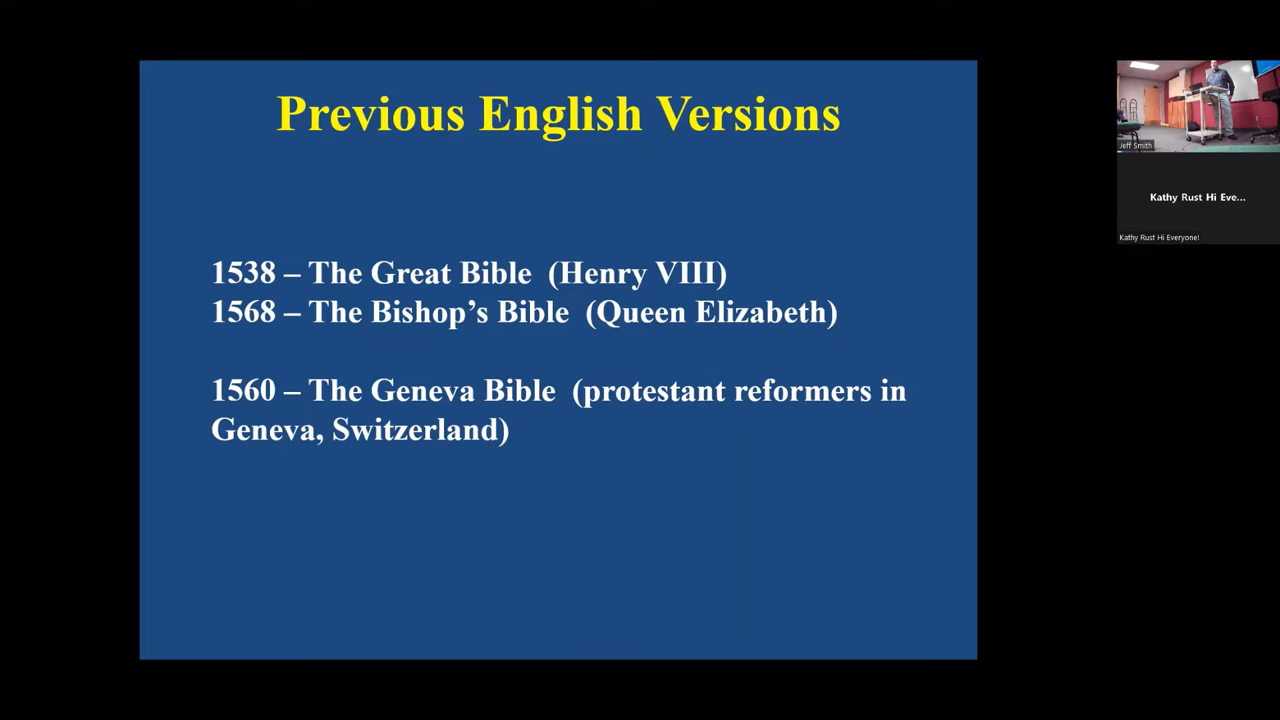 Previous English Versions
1538 – The Great Bible (Henry VIII)
1568 – The Bishop’s Bible (Queen Elizabeth)
1560 – The Geneva Bible (protestant reformers in
Geneva, Switzerland)
Jeff Smith
Kathy Rust Hi Eve...
Kathy Rust Hi Everyone!